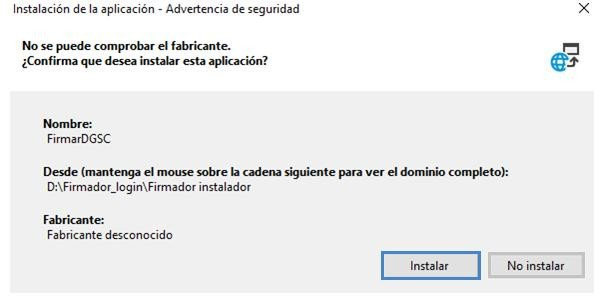 Instalación de la aplicación - Advertencia de seguridad
No se puede comprobar el fabricante.
¿Confirma que desea instalar esta aplicación?
Nombre:
FirmarDGSC
Desde (mantenga el mouse sobre la cadena siguiente para ver el dominio completo):
D:\Firmador_login\Firmador instalador
Fabricante:
Fabricante desconocido
Instalar
No instalar